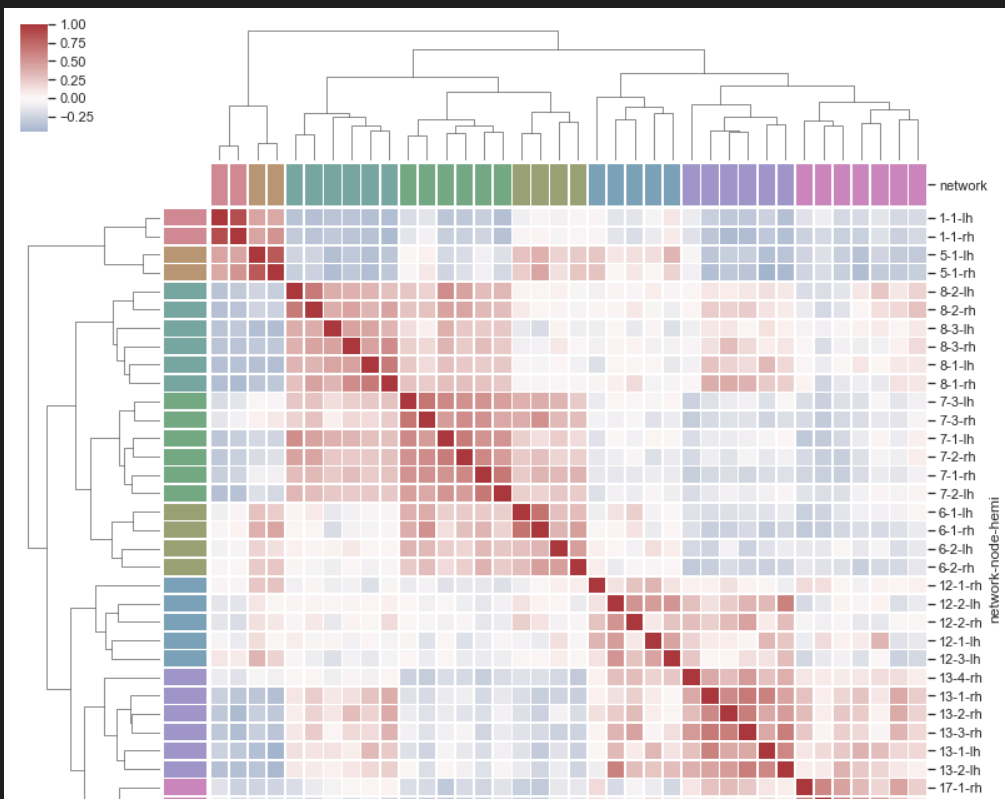 1.00
0.75
0.50
0.25
0.00
−0.25
network
1-1-lh
1-1-rh
5-1-lh
5-1-rh
8-2-lh
8-2-rh
8-3-lh
8-3-rh
8-1-lh
8-1-rh
7-3-lh
7-3-rh
7-1-lh
7-2-rh
7-1-rh
7-2-lh
6-1-lh
6-1-rh
6-2-lh
6-2-rh
12-1-rh
12-2-lh
12-2-rh
12-1-lh
12-3-lh
13-4-rh
13-1-rh
13-2-rh
13-3-rh
13-1-lh
13-2-lh
17-1-rh
network-node-hemi